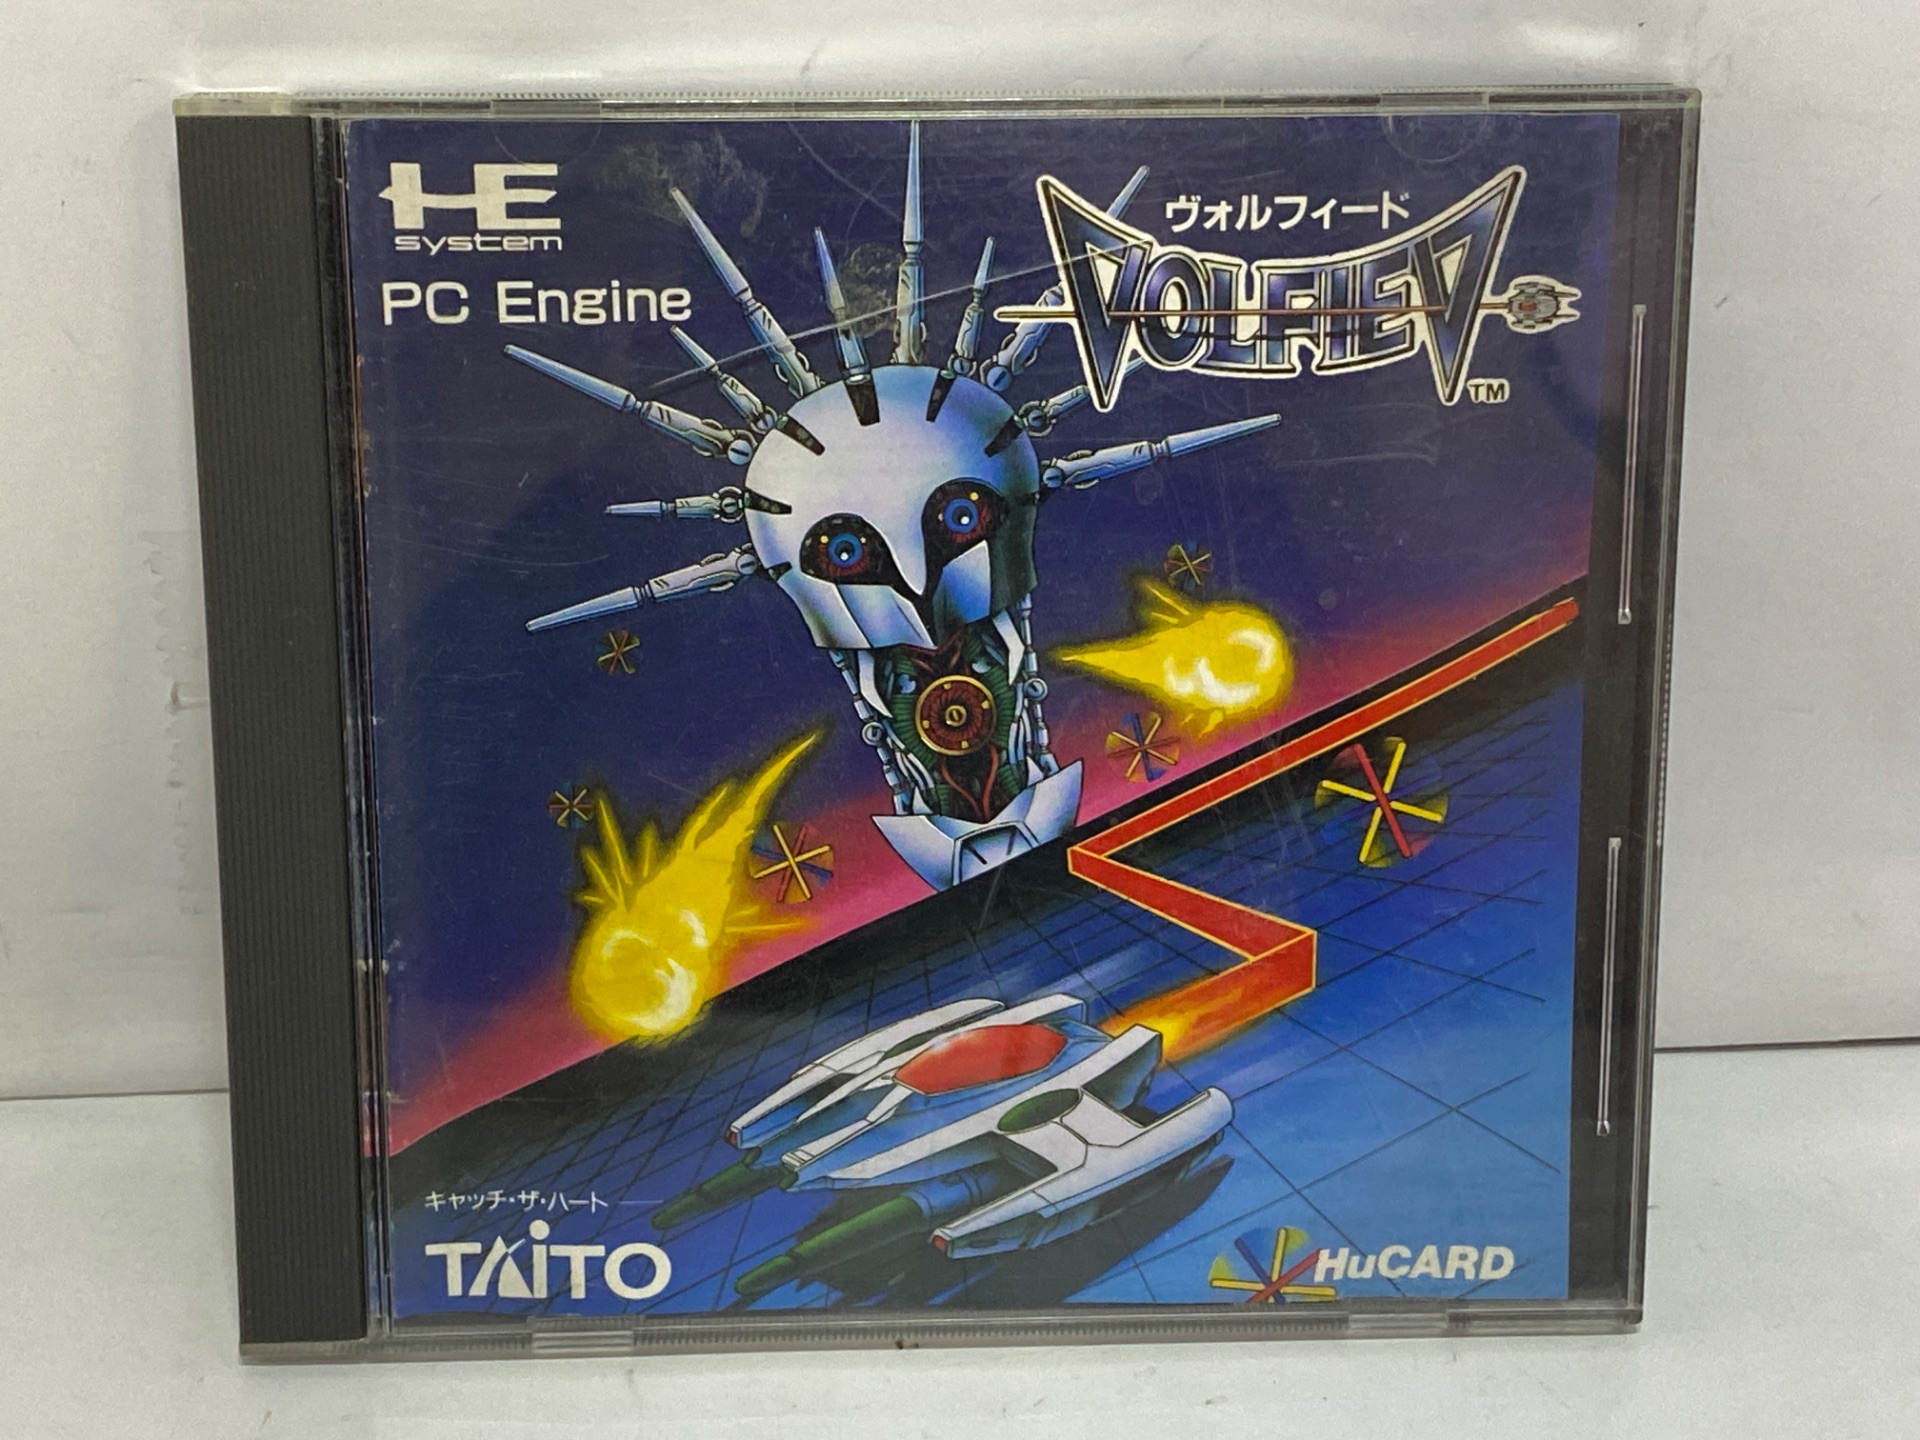 HE
system
PC Engine
ヴォルフィード
VOLFIED
TM
キャッチ・ザ・ハート
TAITO
HuCARD